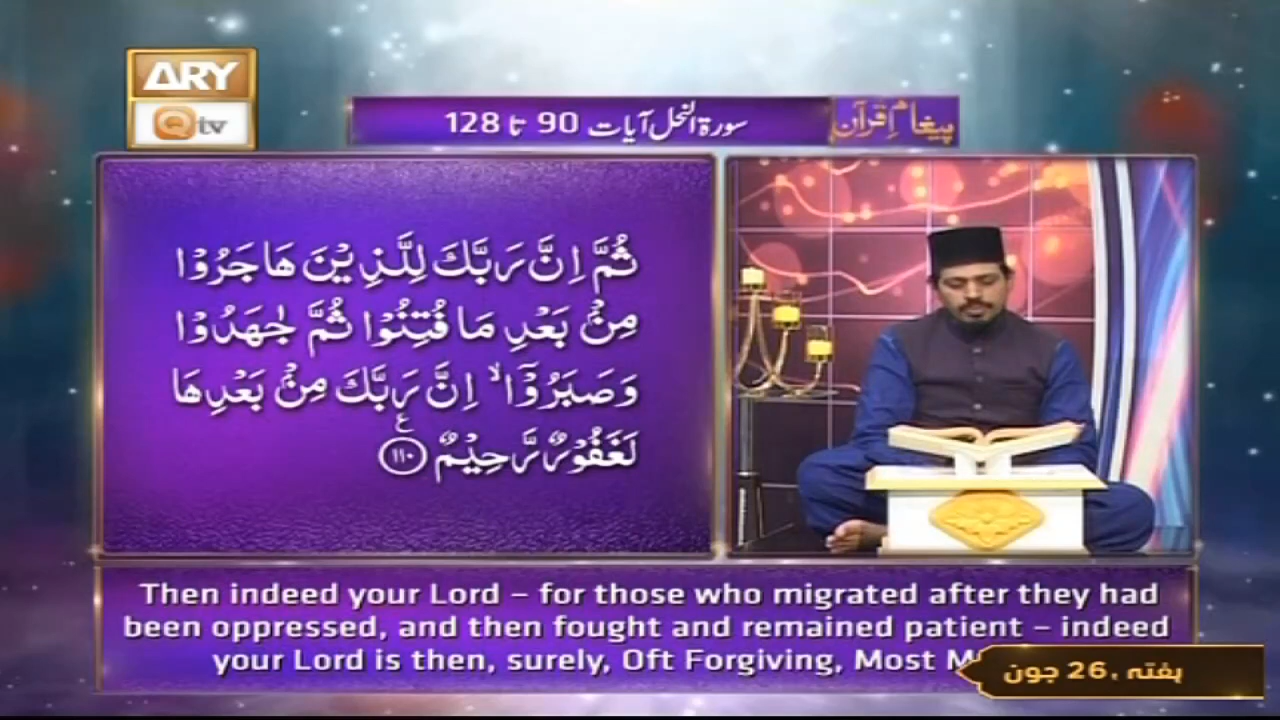 ARY
Qtv
پیغامِ قرآن
سورۃ النحل آیات 90 تا 128
ثُمَّ اِنَّ رَبَّكَ لِلَّذِيْنَ هَاجَرُوْا
مِنْۢ بَعْدِ مَا فُتِنُوْا ثُمَّ جٰهَدُوْا
وَصَبَرُوْٓا ۙ اِنَّ رَبَّكَ مِنْۢ بَعْدِهَا
لَغَفُوْرٌ رَّحِيْمٌ ﴿۱۱۰﴾ ع
Then indeed your Lord – for those who migrated after they had
been oppressed, and then fought and remained patient – indeed
your Lord is then, surely, Oft Forgiving, Most M
ہفتہ ,26 جون